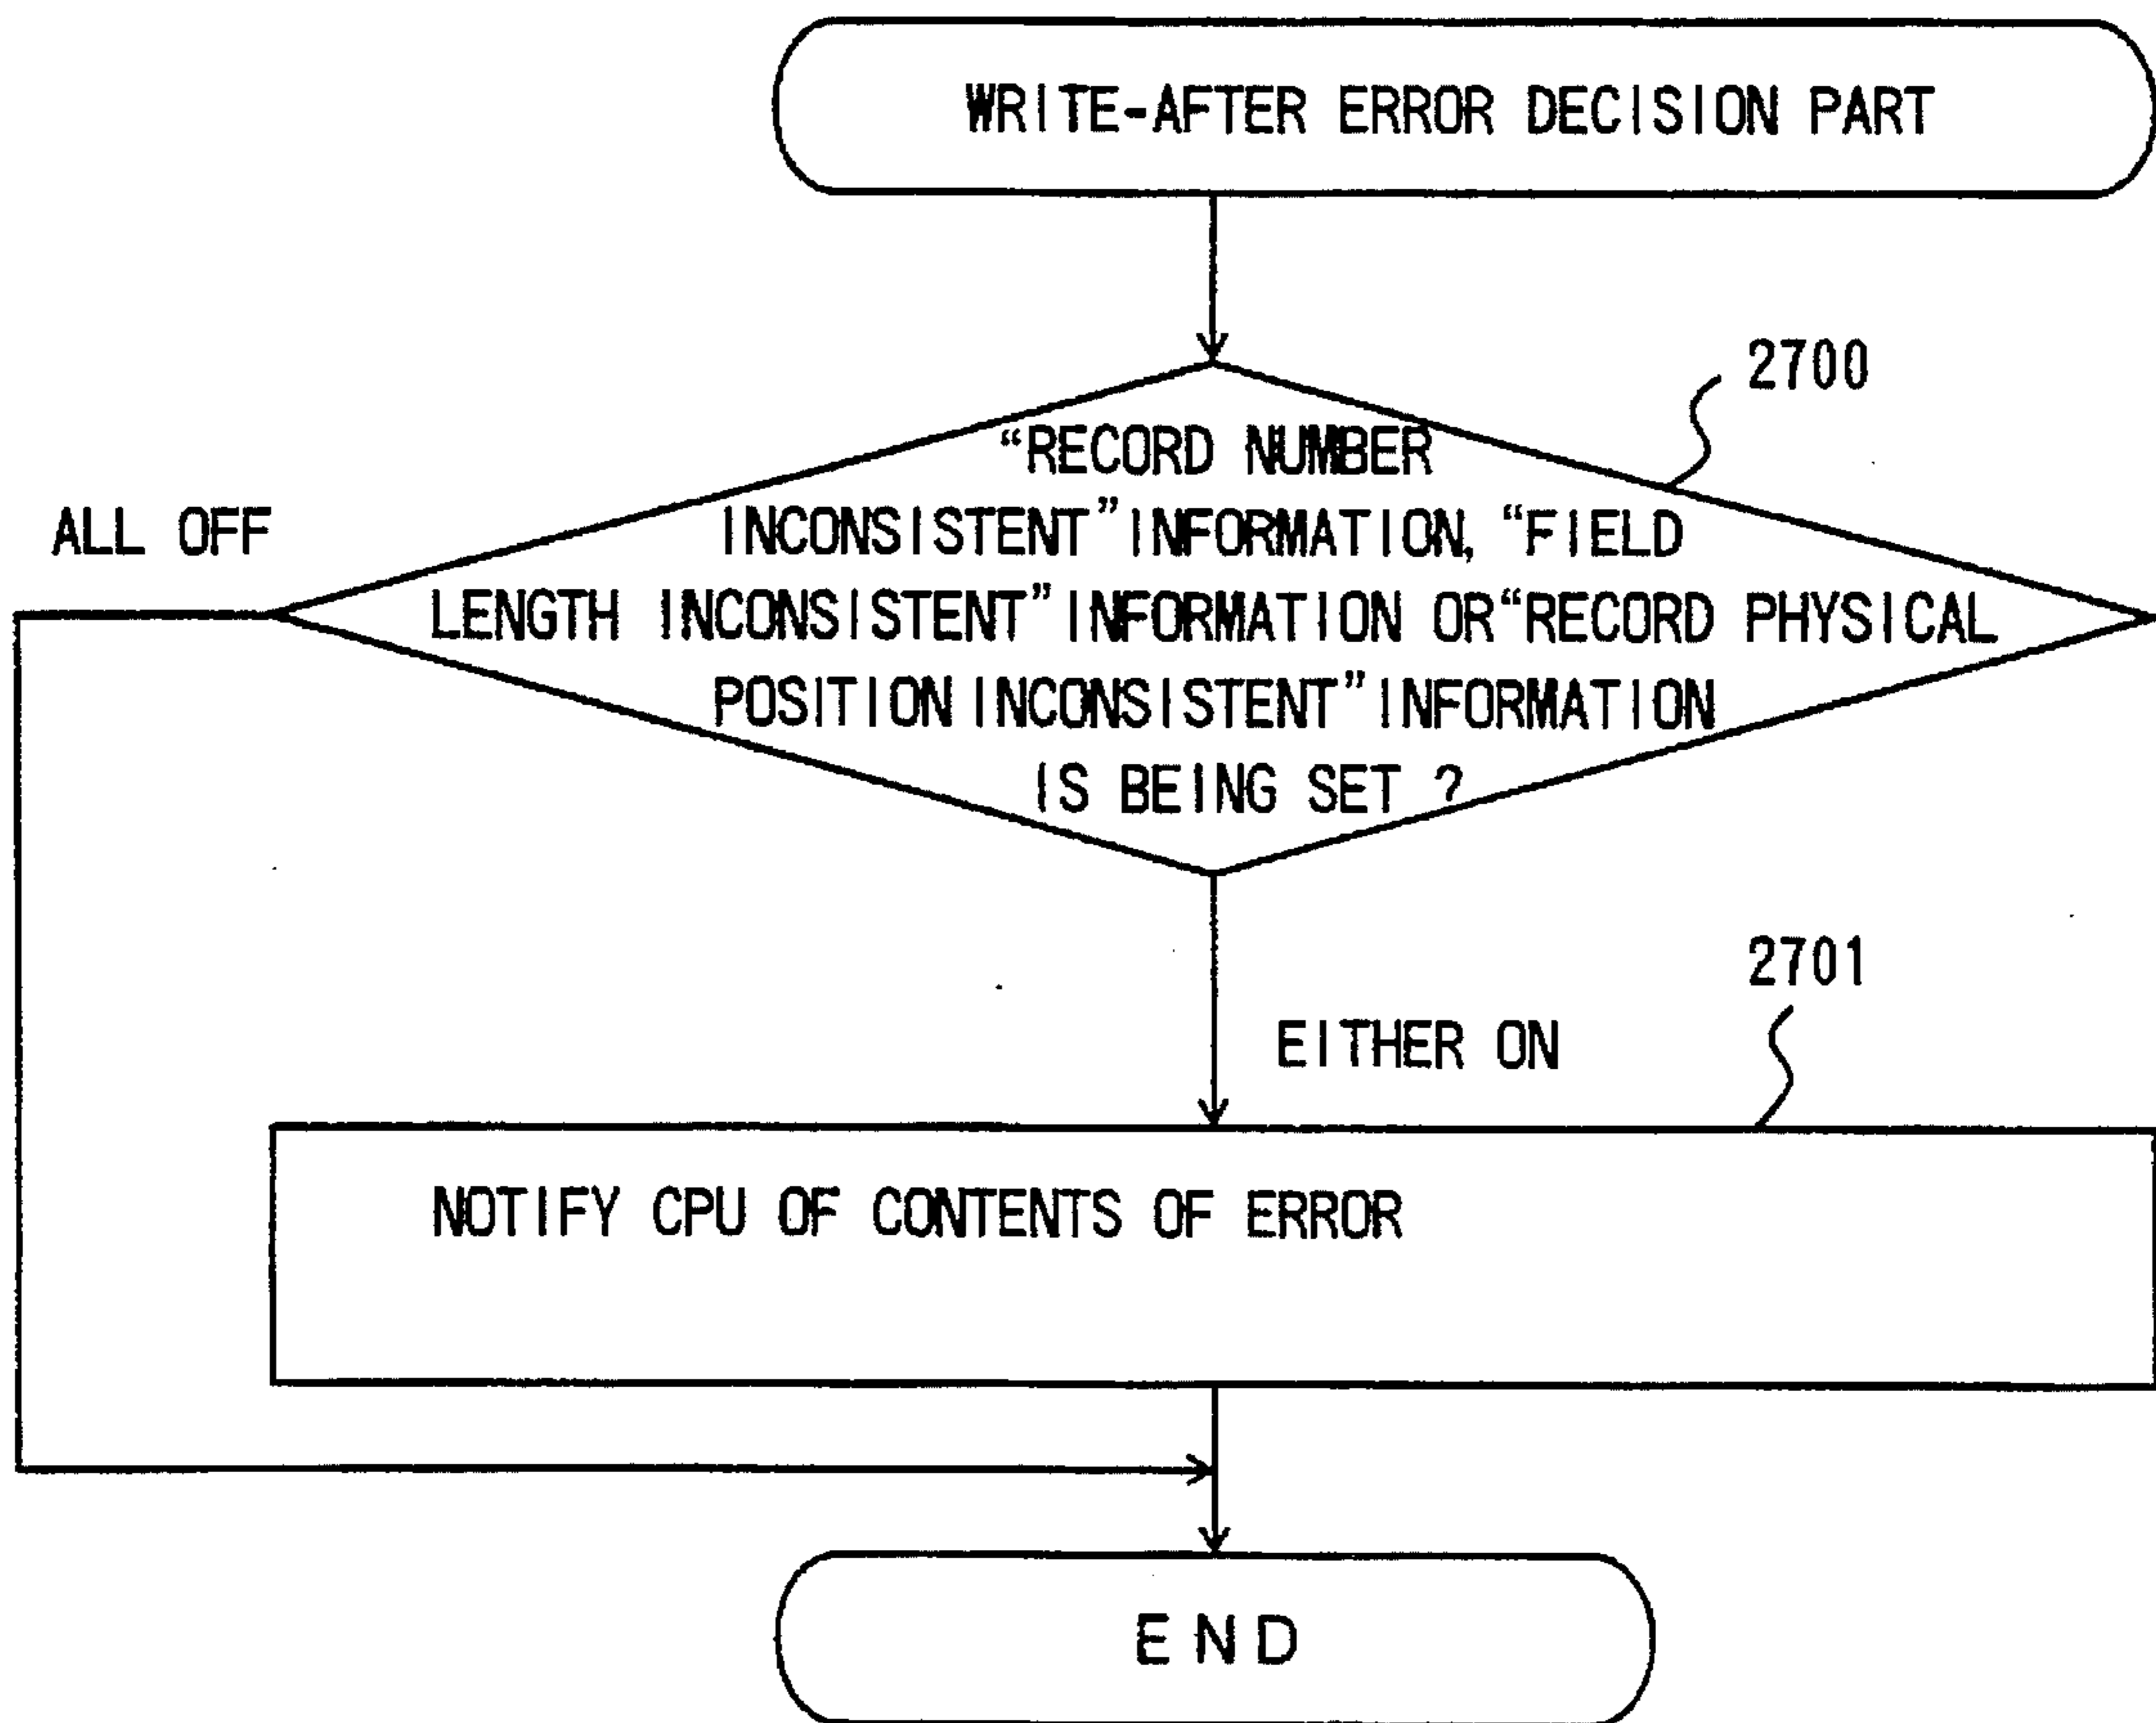 WRITE-AFTER ERROR DECISION PART
2700
“RECORD NUMBER
ALL OFF
INCONSISTENT” INFORMATION, “FIELD
LENGTH INCONSISTENT” INFORMATION OR “RECORD PHYSICAL
POSITION INCONSISTENT” INFORMATION
IS BEING SET ?
2701
EITHER ON
NOTIFY CPU OF CONTENTS OF ERROR
END